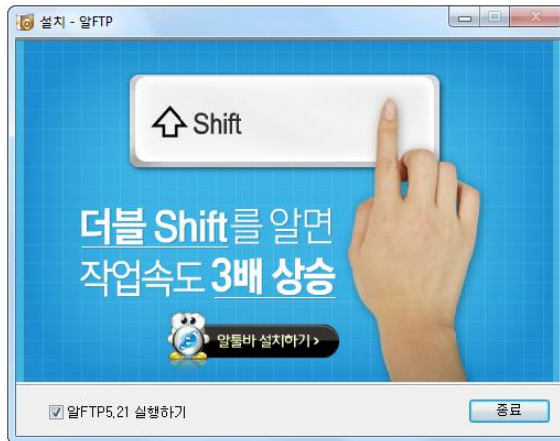 설치 - 알FTP
Shift
더블 Shift를 알면
작업속도 3배 상승
알툴바 설치하기 ›
알FTP5.21 실행하기
종료